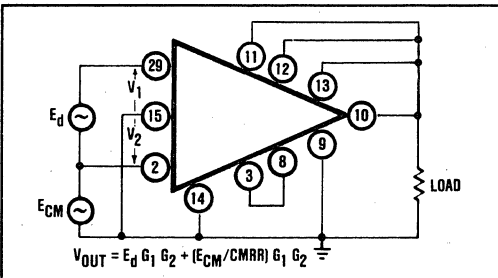 11
12
13
29
V1
Ed
15
10
V2
2
9
8
3
14
LOAD
ECM
VOUT = Ed G1 G2 + (ECM/CMRR) G1 G2